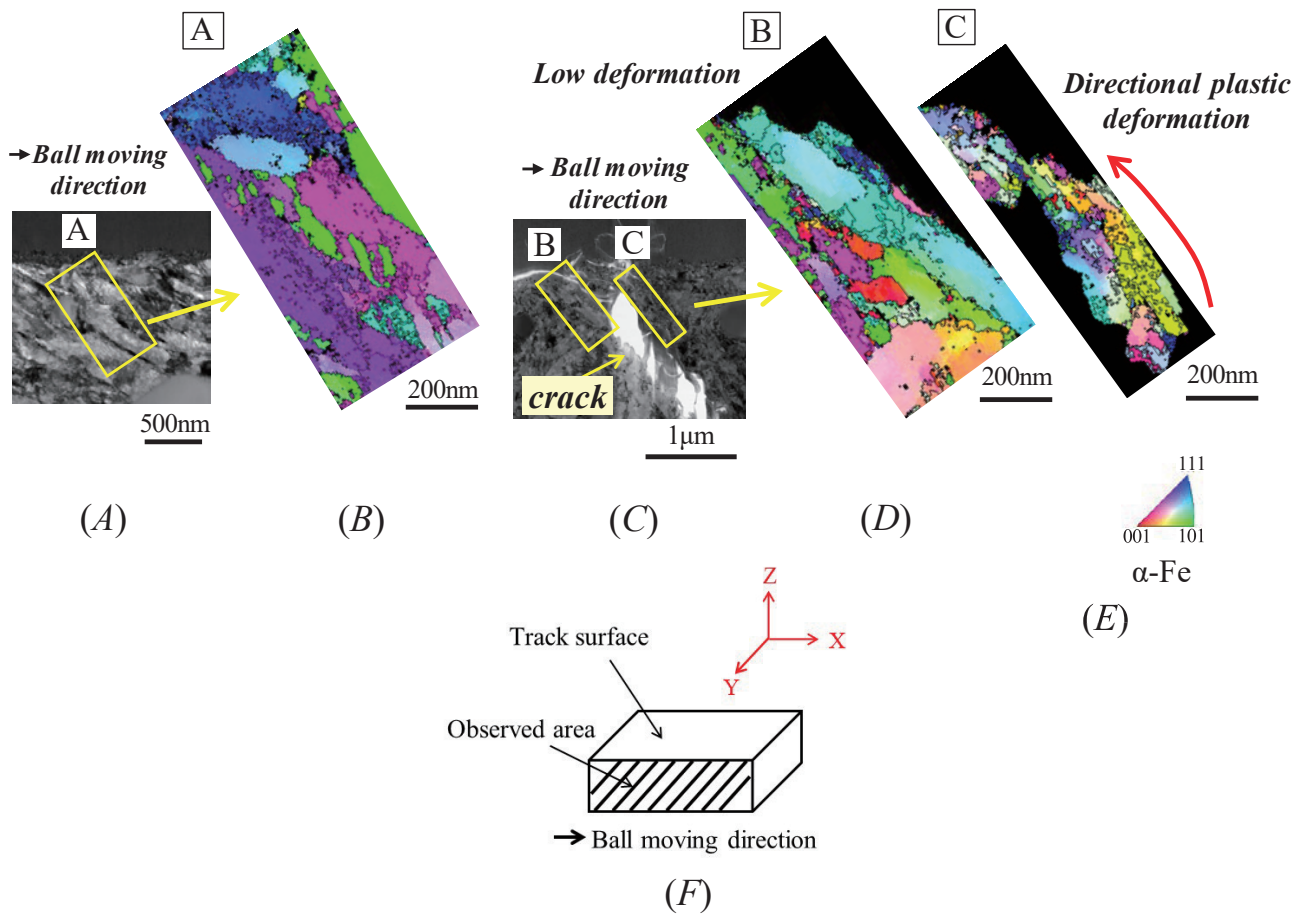 A
→ Ball moving
direction
A
500nm
200nm
Low deformation
→ Ball moving
direction
B
C
crack
1μm
B
200nm
C
Directional plastic
deformation
200nm
111
001
101
α-Fe
(A)
(B)
(C)
(D)
(E)
Z
X
Y
Track surface
Observed area
→ Ball moving direction
(F)